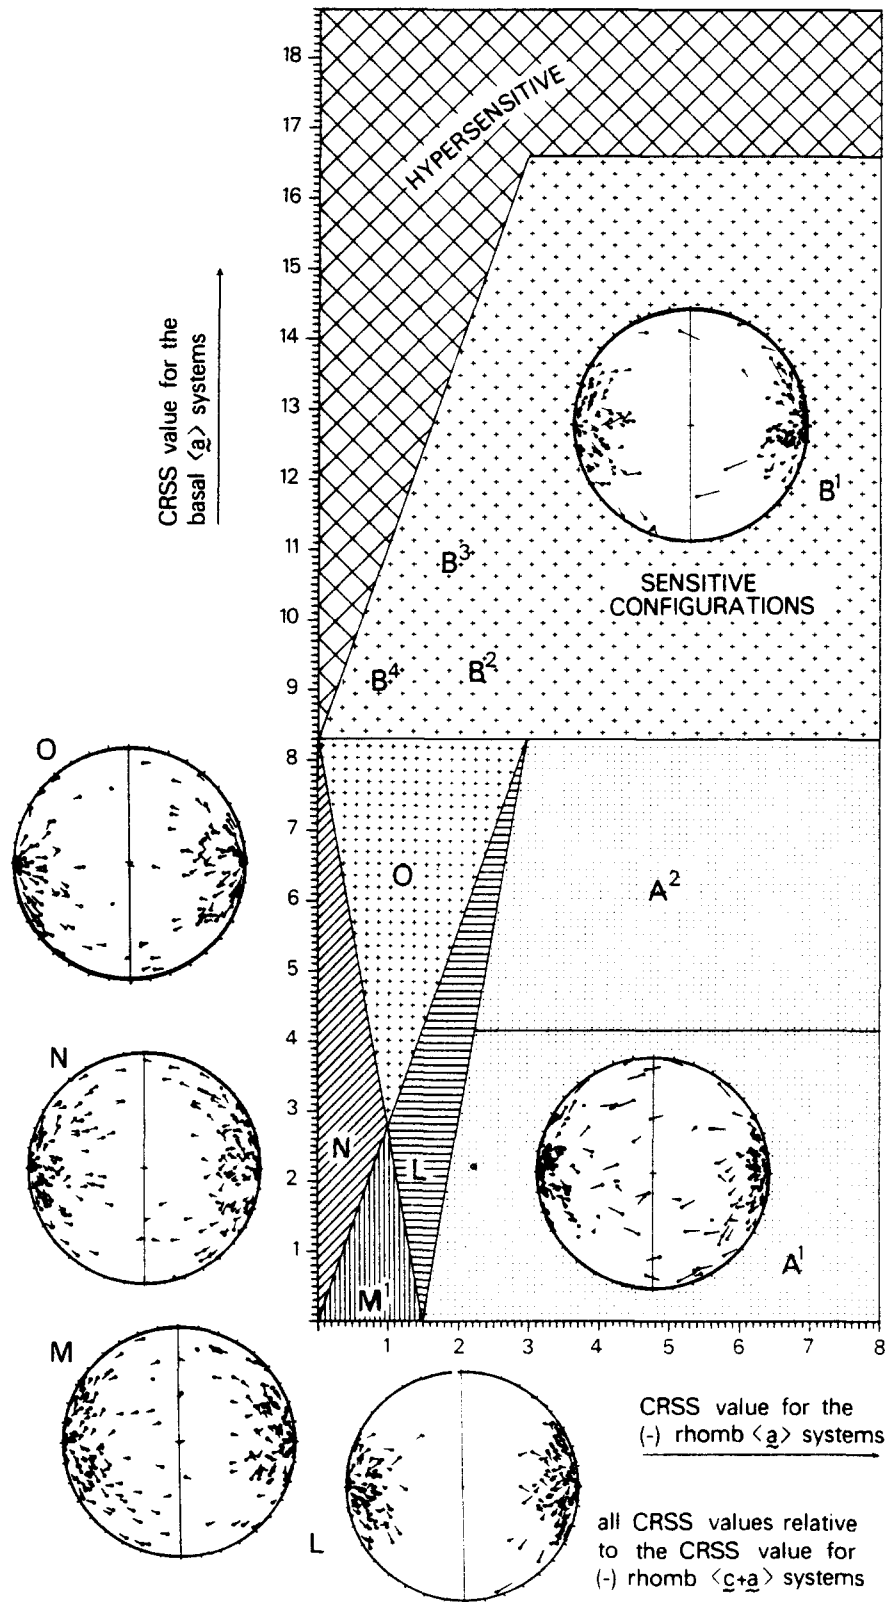 18
17
16
15
14
13
12
11
10
9
8
7
6
5
4
3
2
1
HYPERSENSITIVE
CRSS value for the
basal <a> systems
B¹
B³
SENSITIVE
CONFIGURATIONS
B⁴ B²
O
O
A²
N
N
L
A¹
M¹
1 2 3 4 5 6 7 8
M
L
CRSS value for the
(-) rhomb <a> systems
all CRSS values relative
to the CRSS value for
(-) rhomb <c+a> systems